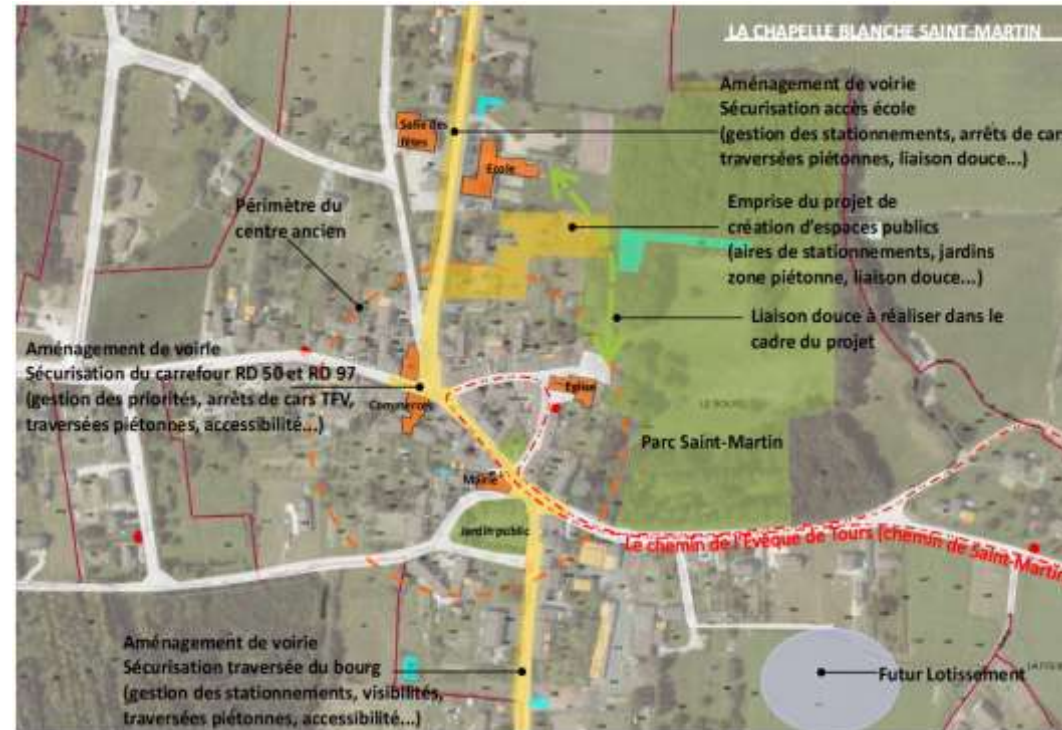 LA CHAPELLE BLANCHE SAINT-MARTIN
Aménagement de voirie
Sécurisation accès école
(gestion des stationnements, arrêts de car
traversées piétonnes, liaison douce...)
Salle des
fêtes
Ecole
Périmètre du
centre ancien
Emprise du projet de
création d'espaces publics
(aires de stationnements, jardins
zone piétonne, liaison douce...)
Liaison douce à réaliser dans le
cadre du projet
Aménagement de voirie
Sécurisation du carrefour RD 50 et RD 97
(gestion des priorités, arrêts de cars TFV,
traversées piétonnes, accessibilité...)
Commerces
Eglise
LE BOURG
Parc Saint-Martin
Mairie
Jardin public
Le chemin de l'Evêque de Tours (chemin de Saint-Martin
Aménagement de voirie
Sécurisation traversée du bourg
(gestion des stationnements, visibilités,
traversées piétonnes, accessibilité...)
Futur Lotissement